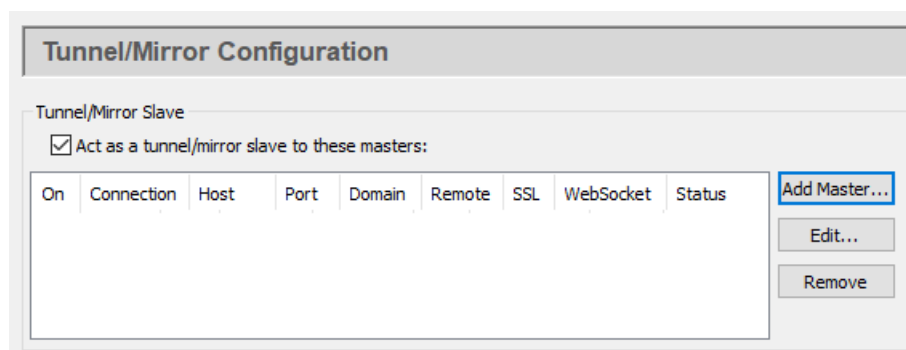 Tunnel/Mirror Configuration
Tunnel/Mirror Slave
Act as a tunnel/mirror slave to these masters:
On Connection Host Port Domain Remote SSL WebSocket Status
Add Master...
Edit...
Remove